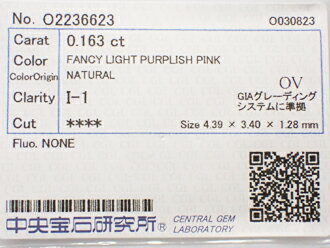 No. O2236623 O030823
Carat 0.163 ct
Color FANCY LIGHT PURPLISH PINK
ColorOrigin NATURAL
Clarity I-1 OV
GIAグレーディング
システムに準拠
Cut **** Size 4.39 × 3.40 × 1.28 mm
Fluo. NONE
中央宝石研究所® CENTRAL GEM
LABORATORY